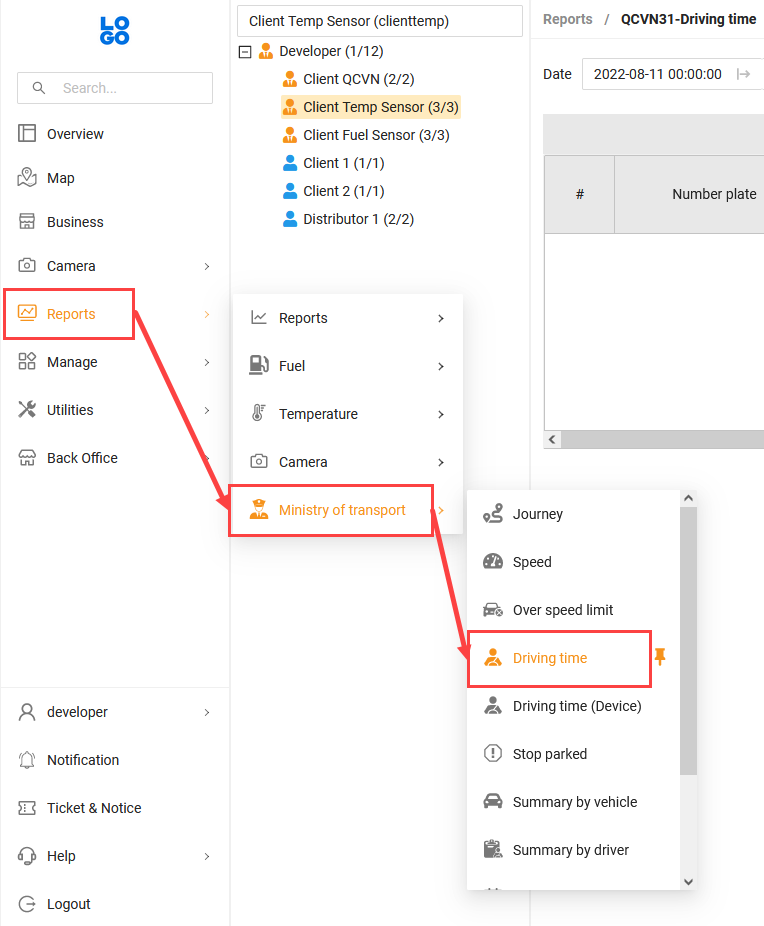 LO
GO
Search...
Overview
Map
Business
Camera
Reports
Manage
Utilities
Back Office
developer
Notification
Ticket & Notice
Help
Logout
Client Temp Sensor (clienttemp)
Developer (1/12)
Client QCVN (2/2)
Client Temp Sensor (3/3)
Client Fuel Sensor (3/3)
Client 1 (1/1)
Client 2 (1/1)
Distributor 1 (2/2)
Reports
Fuel
Temperature
Camera
Ministry of transport
Journey
Speed
Over speed limit
Driving time
Driving time (Device)
Stop parked
Summary by vehicle
Summary by driver
Reports / QCVN31-Driving time
Date 2022-08-11 00:00:00
# Number plate